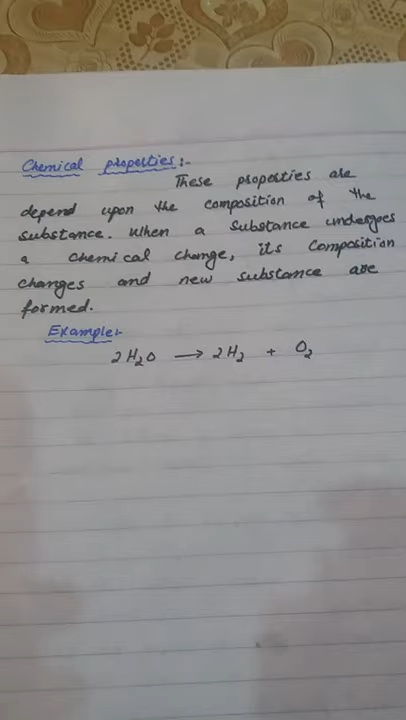 Chemical properties:-
These properties are
depend upon the composition of the
substance. When a substance undergoes
a chemical change, its composition
changes and new substance are
formed.
Example:-
2H₂O ⟶ 2H₂ + O₂